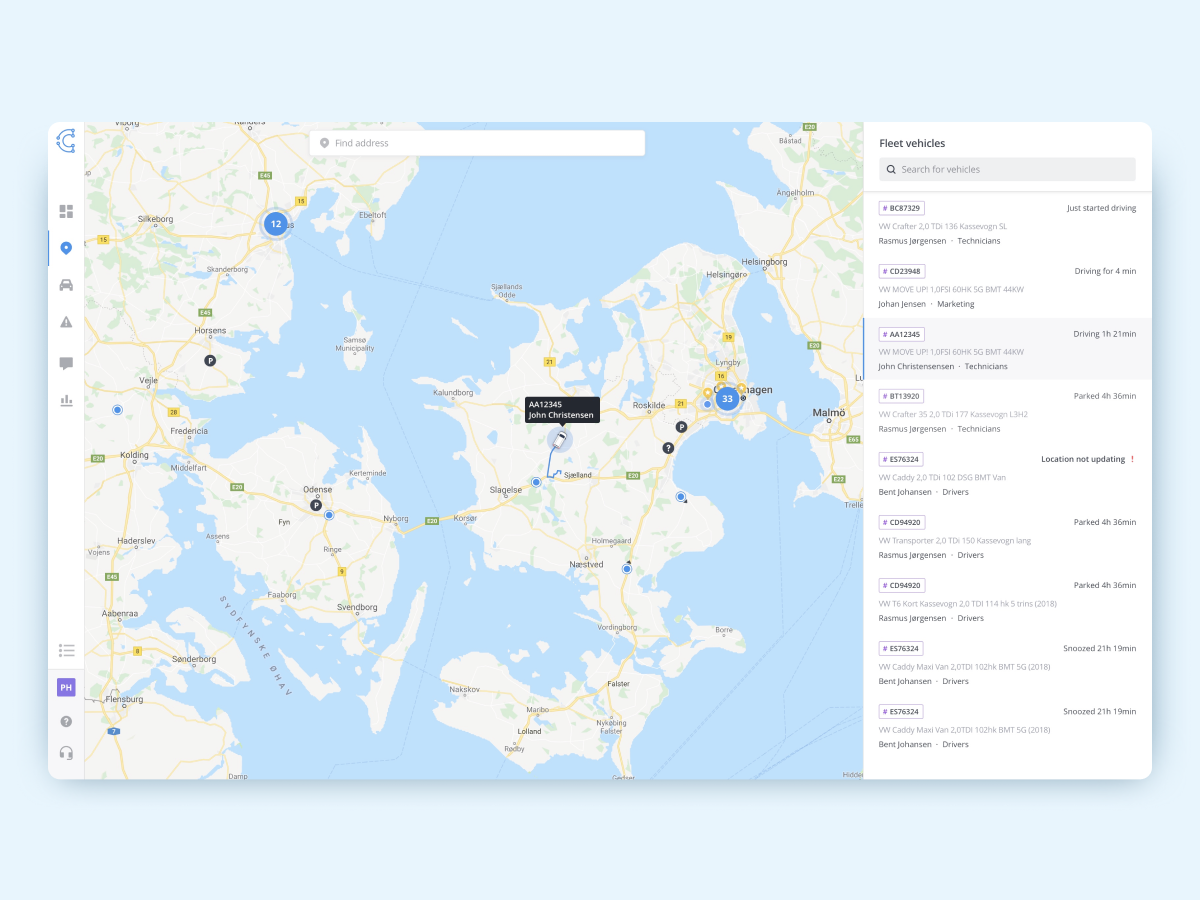 Viborg
Randers
E20
Båstad
Find address
E45
15
Angelholm
Silkeborg
12
Ebeltoft
15
Skanderborg
Helsingborg
Helsingør
Sjællands
Odde
E45
Horsens
Samsø
Municipality
19
E20
P
21
Lyngby
16
Vejle
Kalundborg
AA12345
John Christensen
Roskilde
21
33
hagen
Malmö
28
Fredericia
P
E65
Kolding
E20
Middelfart
?
Kerteminde
Sjælland
E20
E22
E20
Odense
Slagelse
P
Fyn
Nyborg
E20
Korsør
Assens
Haderslev
Holmegaard
Vojens
Ringe
Næstved
E45
9
Faaborg
Svendborg
Aabenraa
SYDFYNSKE ØHAV
Vordingborg
Borre
8
Sønderborg
Nakskov
Falster
Flensborg
Maribo
Nykøbing
Falster
7
Lolland
Rødby
Damp
Gedser
PH
?
Fleet vehicles
Search for vehicles
# BC87329 Just started driving
VW Crafter 2,0 TDi 136 Kassevogn SL
Rasmus Jørgensen · Technicians
# CD23948 Driving for 4 min
VW MOVE UP! 1,0FSI 60HK 5G BMT 44KW
Johan Jensen · Marketing
# AA12345 Driving 1h 21min
VW MOVE UP! 1,0FSI 60HK 5G BMT 44KW
John Christensensen · Technicians
# BT13920 Parked 4h 36min
VW Crafter 35 2,0 TDi 177 Kassevogn L3H2
Rasmus Jørgensen · Technicians
# ES76324 Location not updating !
VW Caddy 2,0 TDI 102 DSG BMT Van
Bent Johansen · Drivers
# CD94920 Parked 4h 36min
VW Transporter 2,0 TDi 150 Kassevogn lang
Rasmus Jørgensen · Drivers
# CD94920 Parked 4h 36min
VW T6 Kort Kassevogn 2,0 TDI 114 hk 5 trins (2018)
Rasmus Jørgensen · Drivers
# ES76324 Snoozed 21h 19min
VW Caddy Maxi Van 2,0TDI 102hk BMT 5G (2018)
Bent Johansen · Drivers
# ES76324 Snoozed 21h 19min
VW Caddy Maxi Van 2,0TDI 102hk BMT 5G (2018)
Bent Johansen · Drivers